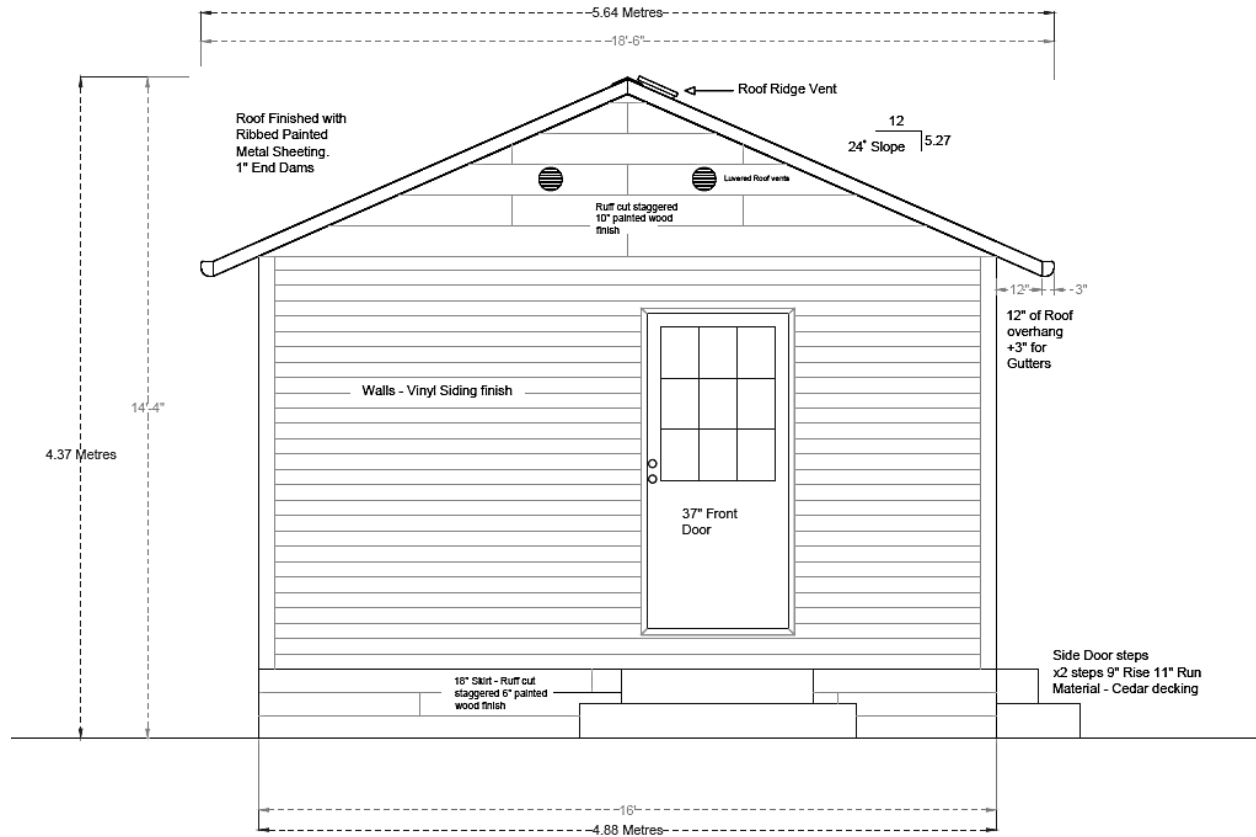 5.64 Metres
18'-6"
Roof Ridge Vent
Roof Finished with
Ribbed Painted
Metal Sheeting.
1" End Dams
12
24° Slope
5.27
Luvered Roof vents
Ruff cut staggered
10" painted wood
finish
12"
3"
12" of Roof
overhang
+3" for
Gutters
Walls - Vinyl Siding finish
14'-4"
4.37 Metres
37" Front
Door
Side Door steps
x2 steps 9" Rise 11" Run
Material - Cedar decking
18" Skirt - Ruff cut
staggered 6" painted
wood finish
16'
4.88 Metres